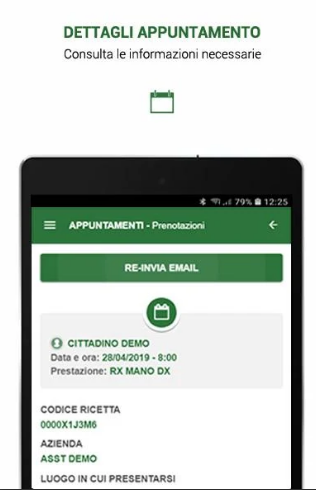 DETTAGLI APPUNTAMENTO
Consulta le informazioni necessarie
79% 12:25
APPUNTAMENTI - Prenotazioni
RE-INVIA EMAIL
CITTADINO DEMO
Data e ora: 28/04/2019 - 8:00
Prestazione: RX MANO DX
CODICE RICETTA
0000X1J3M6
AZIENDA
ASST DEMO
LUOGO IN CUI PRESENTARSI